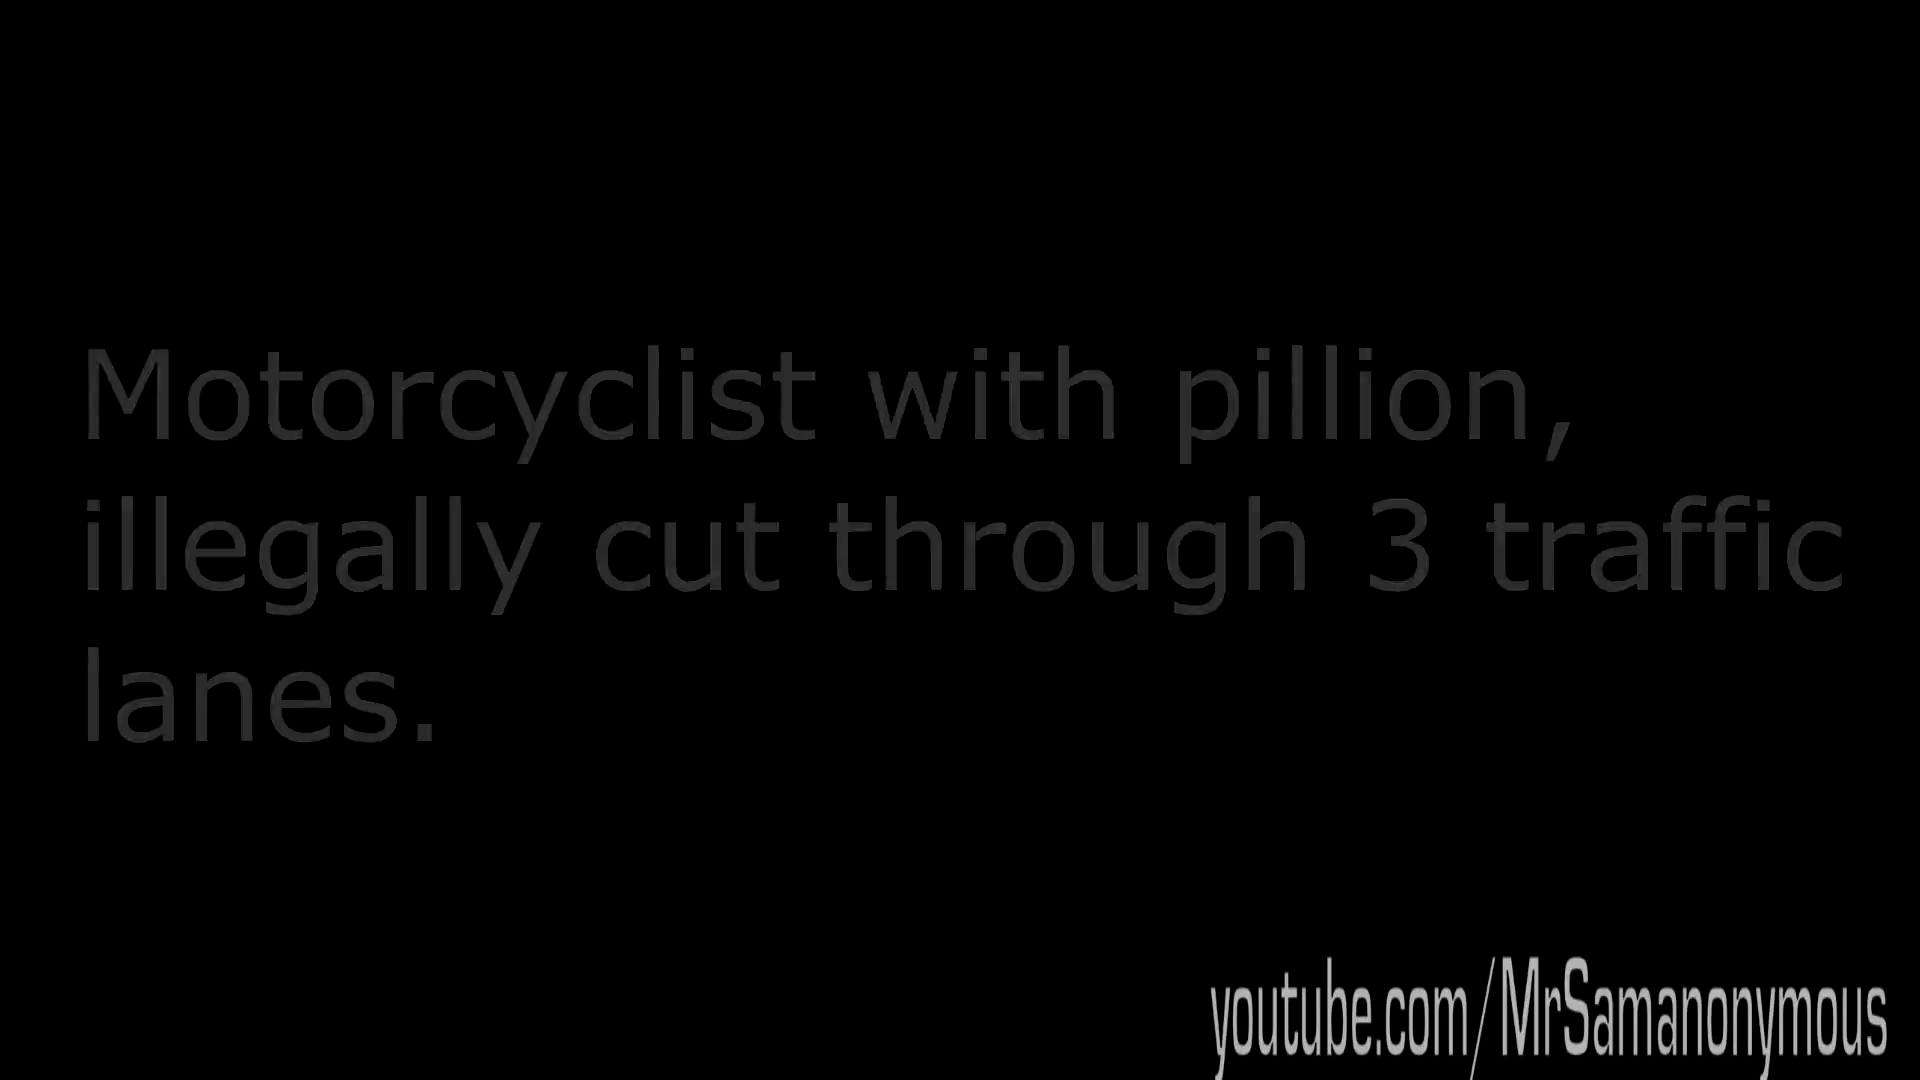 Motorcyclist with pillion,
illegally cut through 3 traffic
lanes.
youtube.com/MrSamanonymous